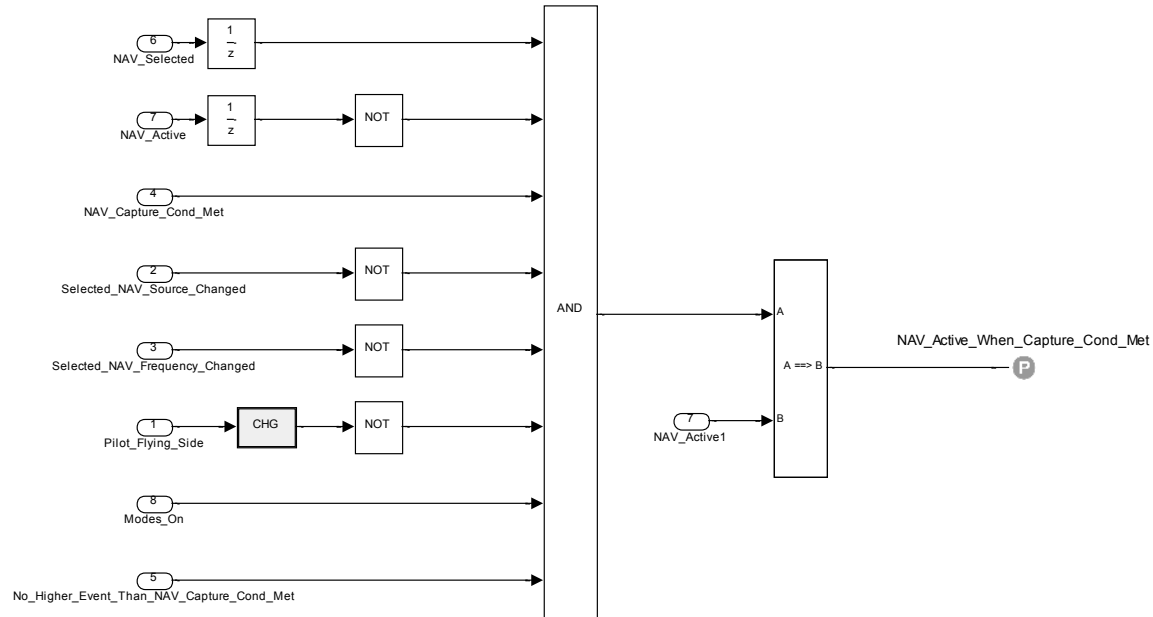 6
1
z
NAV_Selected
7
1
z
NOT
NAV_Active
4
NAV_Capture_Cond_Met
2
NOT
Selected_NAV_Source_Changed
AND
A
3
NOT
Selected_NAV_Frequency_Changed
NAV_Active_When_Capture_Cond_Met
A ==> B
P
1
CHG
NOT
Pilot_Flying_Side
7
B
NAV_Active1
8
Modes_On
5
No_Higher_Event_Than_NAV_Capture_Cond_Met